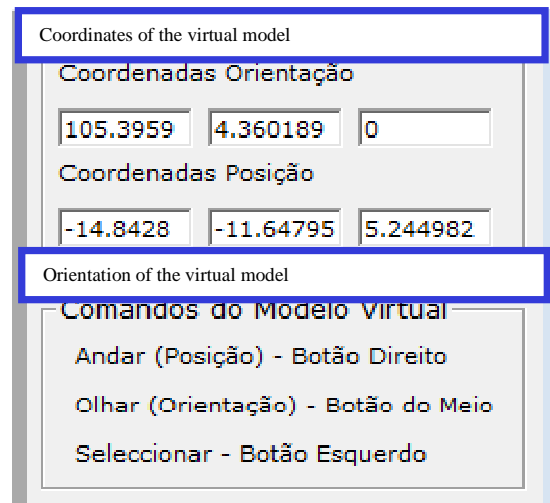 Coordinates of the virtual model
Coordenadas Orientação
105.3959 4.360189 0
Coordenadas Posição
-14.8428 -11.64795 5.244982
Orientation of the virtual model
Comandos do Modelo Virtual
Andar (Posição) - Botão Direito
Olhar (Orientação) - Botão do Meio
Seleccionar - Botão Esquerdo